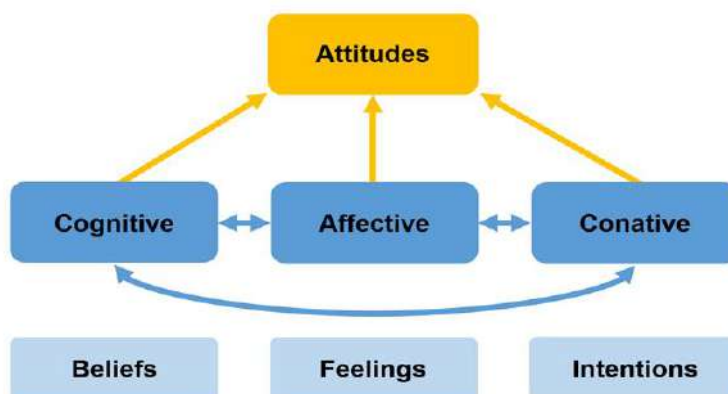 Attitudes
Cognitive
Affective
Conative
Beliefs
Feelings
Intentions